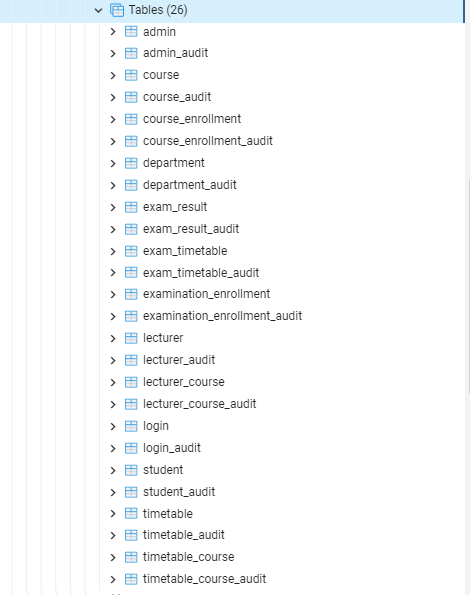 Tables (26)
admin
admin_audit
course
course_audit
course_enrollment
course_enrollment_audit
department
department_audit
exam_result
exam_result_audit
exam_timetable
exam_timetable_audit
examination_enrollment
examination_enrollment_audit
lecturer
lecturer_audit
lecturer_course
lecturer_course_audit
login
login_audit
student
student_audit
timetable
timetable_audit
timetable_course
timetable_course_audit